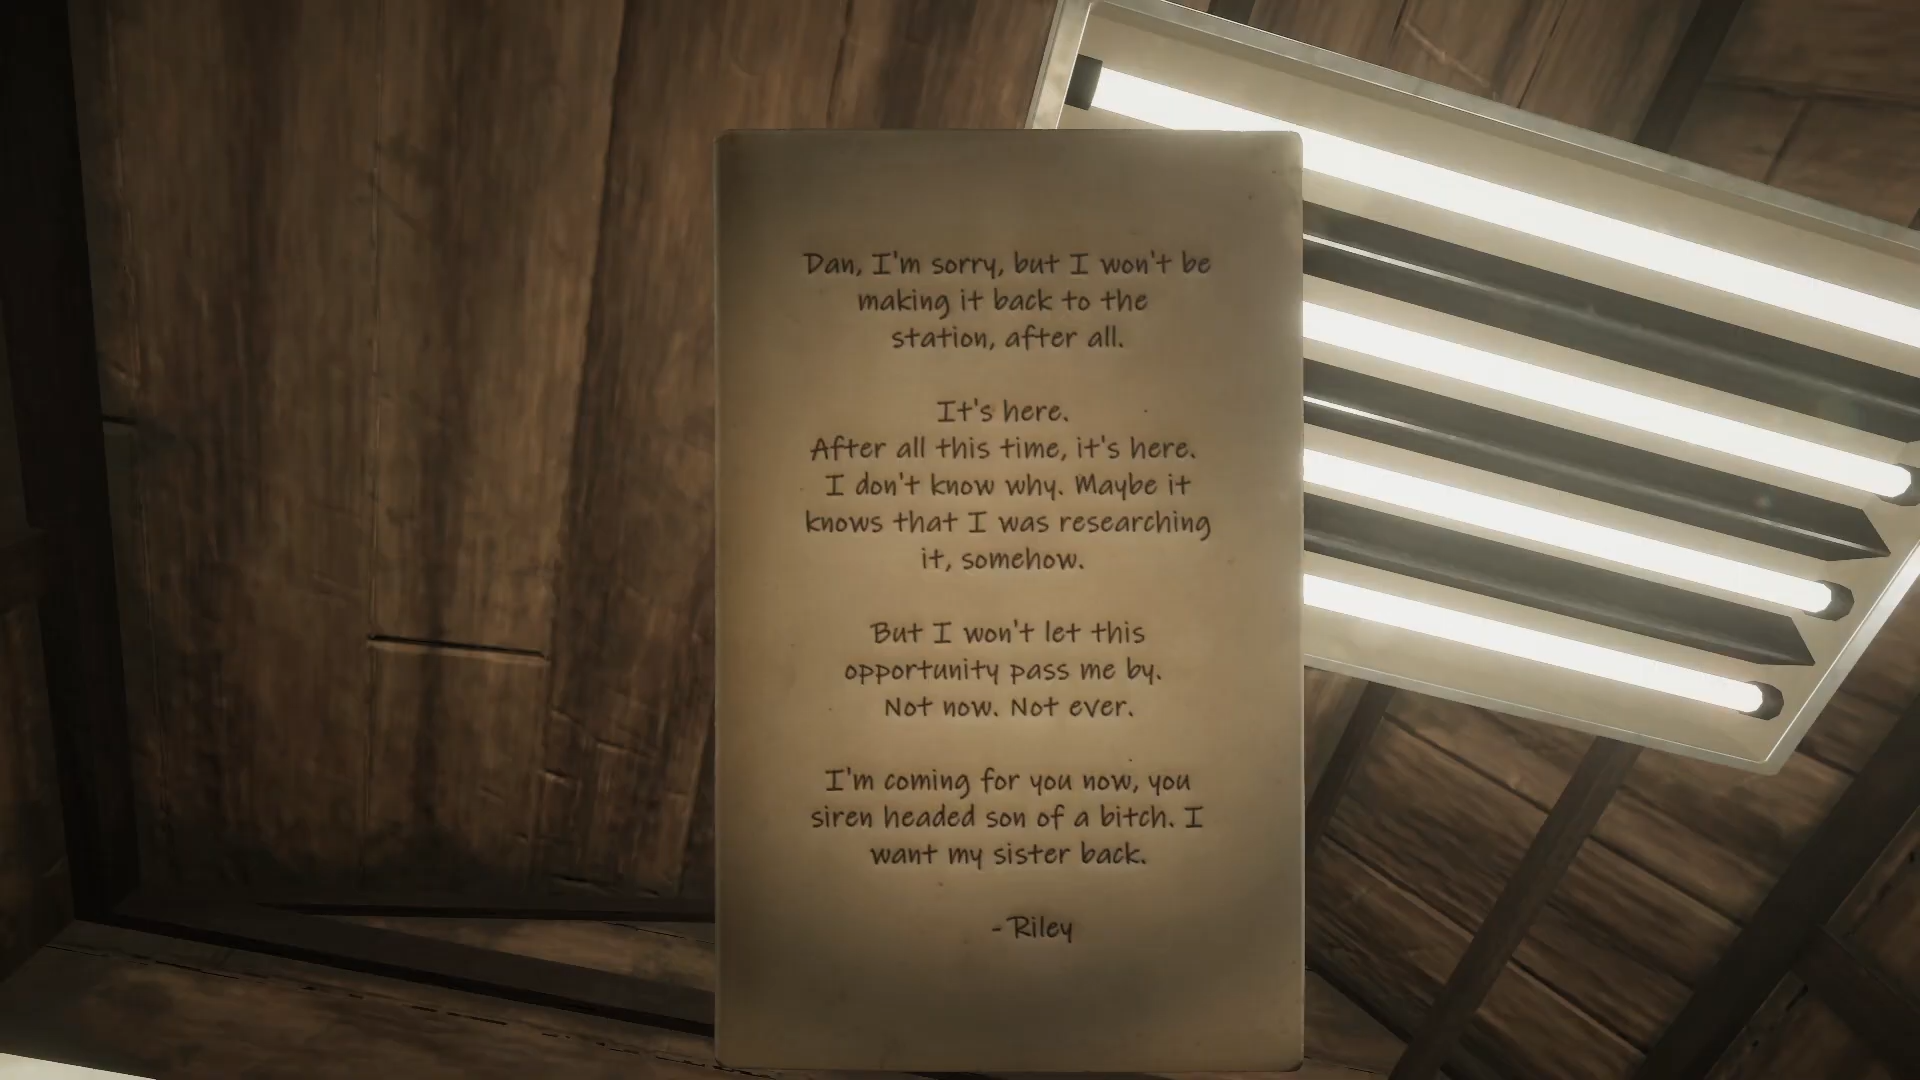 Dan, I'm sorry, but I won't be
making it back to the
station, after all.
It's here.
After all this time, it's here.
I don't know why. Maybe it
knows that I was researching
it, somehow.
But I won't let this
opportunity pass me by.
Not now. Not ever.
I'm coming for you now, you
siren headed son of a bitch. I
want my sister back.
- Riley